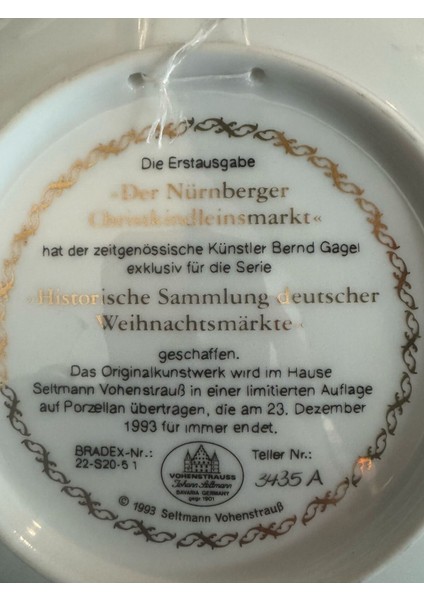 Die Erstausgabe
»Der Nürnberger
Christkindleinsmarkt«
hat der zeitgenössische Künstler Bernd Gagel
exklusiv für die Serie
»Historische Sammlung deutscher
Weihnachtsmärkte«
geschaffen.
Das Originalkunstwerk wird im Hause
Seltmann Vohenstrauß in einer limitierten Auflage
auf Porzellan übertragen, die am 23. Dezember
1993 für immer endet.
BRADEX-Nr.:
22-S20-5 1
VOHENSTRAUSS
Johann Seltmann
BAVARIA GERMANY
gegr. 1901
Teller Nr.:
3435 A
© 1993 Seltmann Vohenstrauß